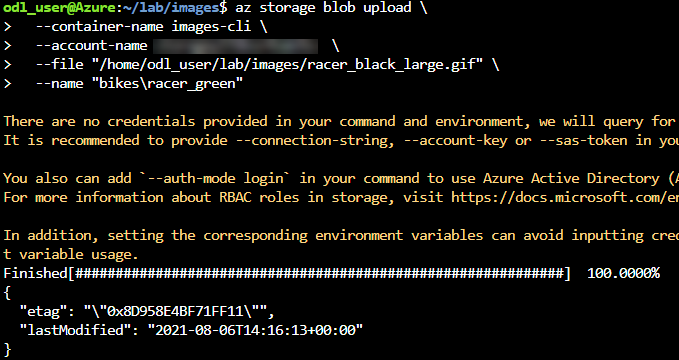 odl_user@Azure:~/lab/images$ az storage blob upload \
>   --container-name images-cli \
>   --account-name \
>   --file "/home/odl_user/lab/images/racer_black_large.gif" \
>   --name "bikes\racer_green"
There are no credentials provided in your command and environment, we will query for
It is recommended to provide --connection-string, --account-key or --sas-token in you
You also can add `--auth-mode login` in your command to use Azure Active Directory (A
For more information about RBAC roles in storage, visit https://docs.microsoft.com/en
In addition, setting the corresponding environment variables can avoid inputting cred
t variable usage.
Finished[#############################################################]  100.0000%
{
  "etag": "\"0x8D958E4BF71FF11\"",
  "lastModified": "2021-08-06T14:16:13+00:00"
}